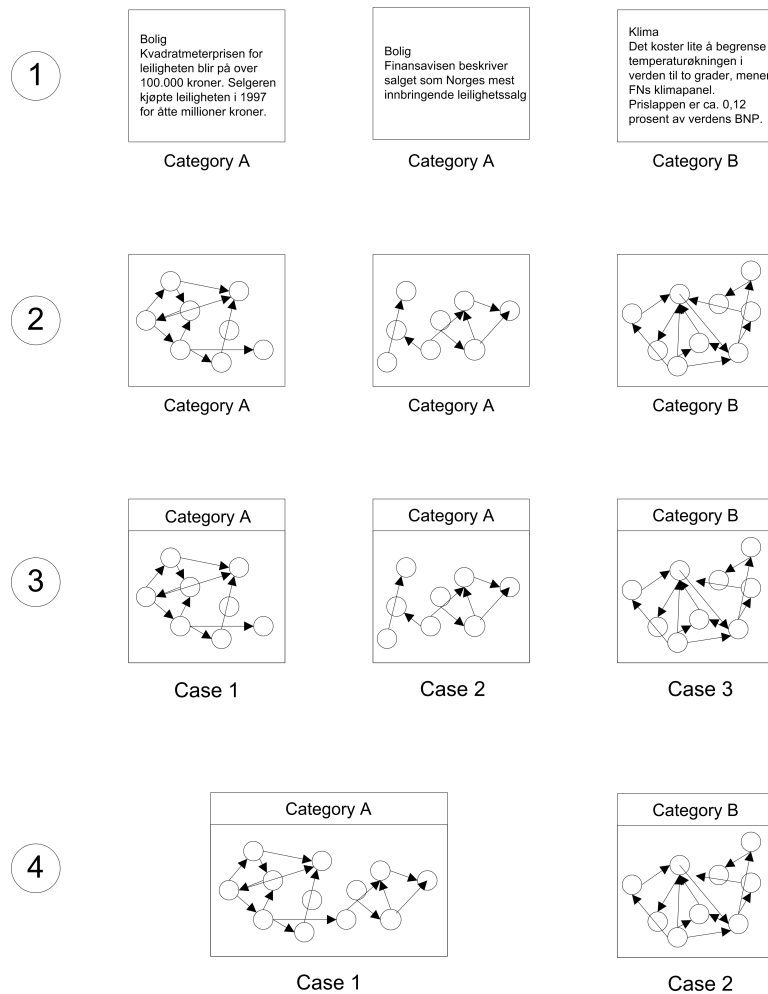 1
Bolig
Kvadratmeterprisen for
leiligheten blir på over
100.000 kroner. Selgeren
kjøpte leiligheten i 1997
for åtte millioner kroner.
Category A
Bolig
Finansavisen beskriver
salget som Norges mest
innbringende leilighetssalg
Category A
Klima
Det koster lite å begrense
temperaturøkningen i
verden til to grader, mener
FNs klimapanel.
Prislappen er ca. 0,12
prosent av verdens BNP.
Category B
2
Category A
Category A
Category B
3
Category A
Case 1
Category A
Case 2
Category B
Case 3
4
Category A
Case 1
Category B
Case 2